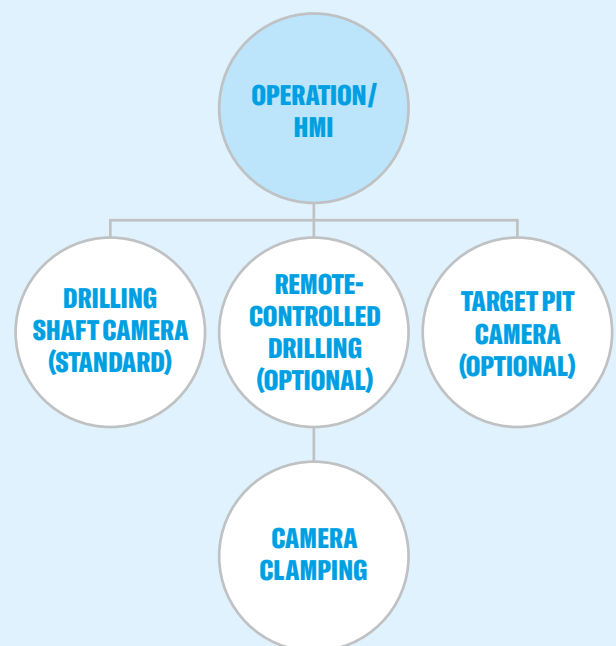 OPERATION/
HMI
DRILLING
SHAFT CAMERA
(STANDARD)
REMOTE-
CONTROLLED
DRILLING
(OPTIONAL)
TARGET PIT
CAMERA
(OPTIONAL)
CAMERA
CLAMPING